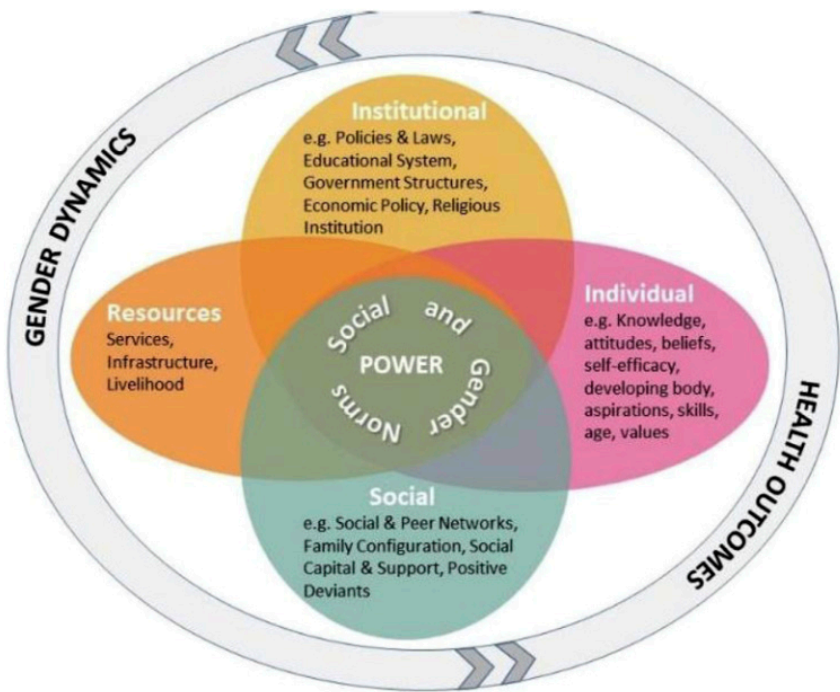 GENDER DYNAMICS
Institutional
e.g. Policies & Laws,
Educational System,
Government Structures,
Economic Policy, Religious
Institution
Resources
Services,
Infrastructure,
Livelihood
Individual
e.g. Knowledge,
attitudes, beliefs,
self-efficacy,
developing body,
aspirations, skills,
age, values
Social and Gender Norms
POWER
Social
e.g. Social & Peer Networks,
Family Configuration, Social
Capital & Support, Positive
Deviants
HEALTH OUTCOMES